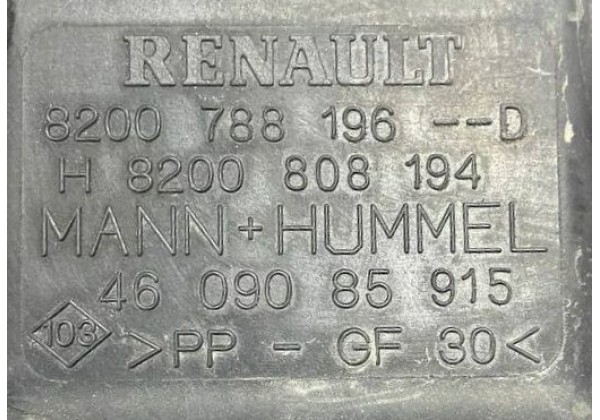 RENAULT
8200 788 196 --D
H 8200 808 194
MANN+HUMMEL
46 090 85 915
103 >PP - GF 30<